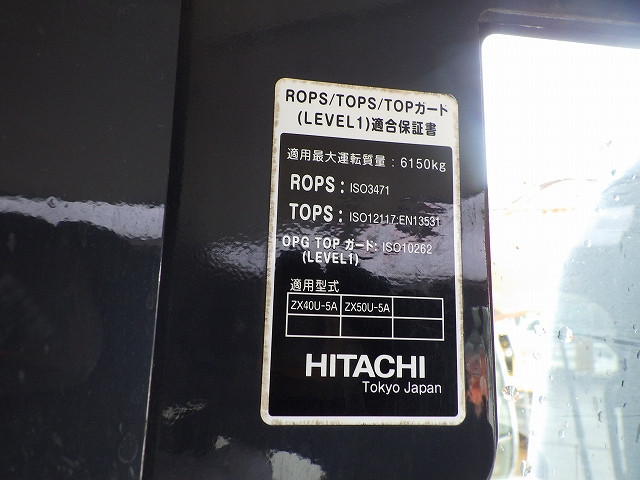 ROPS/TOPS/TOPガード
(LEVEL1)適合保証書
適用最大運転質量：6150kg
ROPS：ISO3471
TOPS：ISO12117:EN13531
OPG TOP ガード：ISO10262
(LEVEL1)
適用型式
ZX40U-5A ZX50U-5A
HITACHI
Tokyo Japan